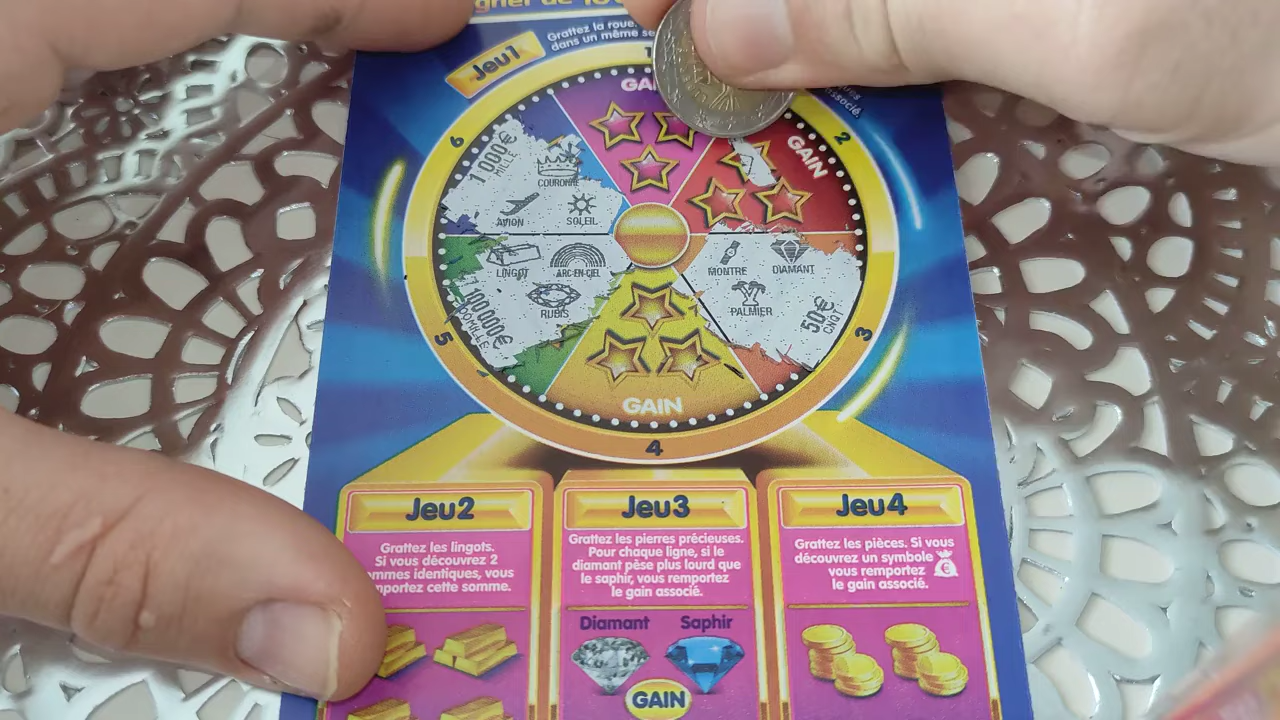 Jeu1
Grattez la roue.
dans un même
1
GAIN
2
GAIN
6
1 000€
MILLE
COURONNE
AVION
SOLEIL
LINGOT
ARC-EN-CIEL
RUBIS
100 000€
5
MONTRE
DIAMANT
PALMIER
50€
CNQT
3
GAIN
4
Jeu2
Grattez les lingots.
Si vous découvrez 2
identiques, vous
cette somme.
Jeu3
Grattez les pierres précieuses.
Pour chaque ligne, si le
diamant pèse plus lourd que
le saphir, vous remportez
le gain associé.
Diamant Saphir
GAIN
Jeu4
Grattez les pièces. Si vous
découvrez un symbole
€
vous remportez
le gain associé.